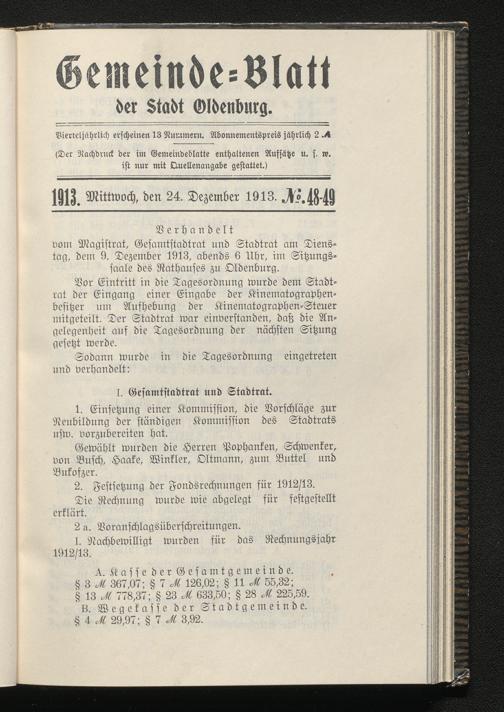 Gemeinde-Blatt
der Stadt Oldenburg.
Vierteljährlich erscheinen 13 Nummern. Abonnementspreis jährlich 2 ℳ
(Der Nachdruck der im Gemeindeblatte enthaltenen Aufsätze u. s. w.
ist nur mit Quellenangabe gestattet.)
1913. Mittwoch, den 24. Dezember 1913. №. 48-49
Verhandelt
vom Magistrat, Gesamtstadtrat und Stadtrat am Diens-
tag, dem 9. Dezember 1913, abends 6 Uhr, im Sitzungs-
saale des Rathauses zu Oldenburg.
Vor Eintritt in die Tagesordnung wurde dem Stadt-
rat der Eingang einer Eingabe der Kinematographen-
besitzer um Aufhebung der Kinematographen-Steuer
mitgeteilt. Der Stadtrat war einverstanden, daß die An-
gelegenheit auf die Tagesordnung der nächsten Sitzung
gesetzt werde.
Sodann wurde in die Tagesordnung eingetreten
und verhandelt:
I. Gesamtstadtrat und Stadtrat.
1. Einsetzung einer Kommission, die Vorschläge zur
Neubildung der ständigen Kommission des Stadtrats
usw. vorzubereiten hat.
Gewählt wurden die Herren Pophanken, Schwenker,
von Busch, Haake, Winkler, Oltmann, zum Buttel und
Bukofzer.
2. Festsetzung der Fondsrechnungen für 1912/13.
Die Rechnung wurde wie abgelegt für festgestellt
erklärt.
2a. Voranschlagsüberschreitungen.
I. Nachbewilligt wurden für das Rechnungsjahr
1912/13.
A. Kasse der Gesamtgemeinde.
§ 3 ℳ 367,07; § 7 ℳ 126,02; § 11 ℳ 55,32;
§ 13 ℳ 778,37; § 23 ℳ 633,50; § 28 ℳ 225,59.
B. Wegekasse der Stadtgemeinde.
§ 4 ℳ 29,97; § 7 ℳ 3,92.